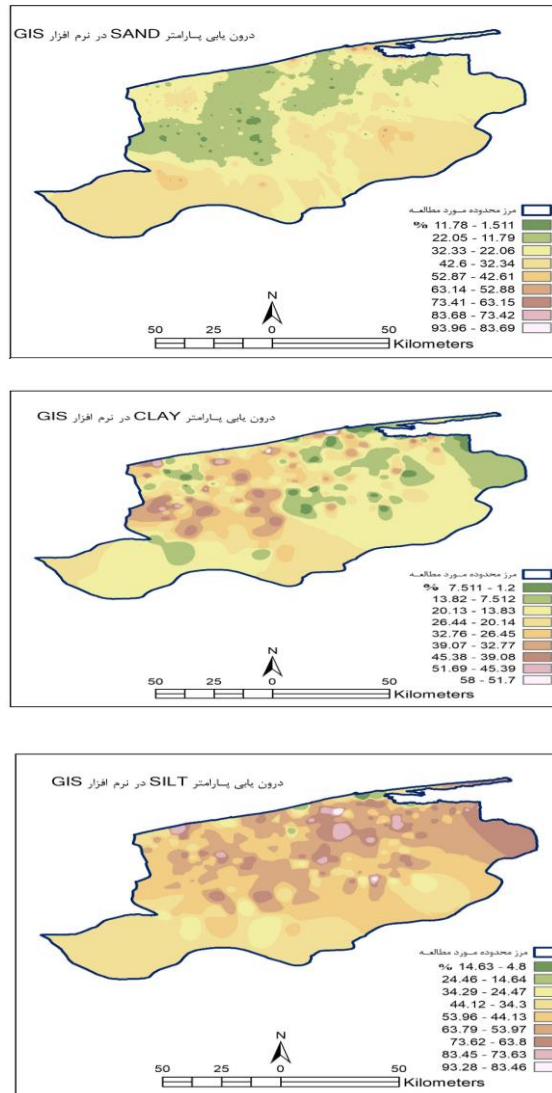 درون یابی پارامتر SAND در نرم افزار GIS
مرز محدوده مورد مطالعه
% 11.78 - 1.511
22.05 - 11.79
32.33 - 22.06
42.6 - 32.34
52.87 - 42.61
63.14 - 52.88
73.41 - 63.15
83.68 - 73.42
93.96 - 83.69
N
50 25 0 50
Kilometers
درون یابی پارامتر CLAY در نرم افزار GIS
مرز محدوده مورد مطالعه
% 7.511 - 1.2
13.82 - 7.512
20.13 - 13.83
26.44 - 20.14
32.76 - 26.45
39.07 - 32.77
45.38 - 39.08
51.69 - 45.39
58 - 51.7
N
50 25 0 50
Kilometers
درون یابی پارامتر SILT در نرم افزار GIS
مرز محدوده مورد مطالعه
% 14.63 - 4.8
24.46 - 14.64
34.29 - 24.47
44.12 - 34.3
53.96 - 44.13
63.79 - 53.97
73.62 - 63.8
83.45 - 73.63
93.28 - 83.46
N
50 25 0 50
Kilometers